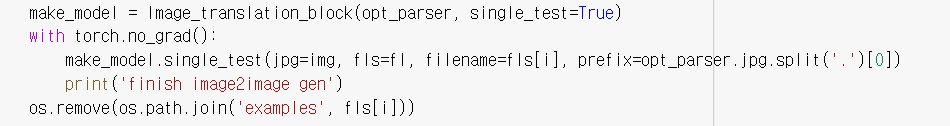 make_model = Image_translation_block(opt_parser, single_test=True)
with torch.no_grad():
make_model.single_test(jpg=img, fls=fl, filename=fls[i], prefix=opt_parser.jpg.split('.')[0])
print('finish image2image gen')
os.remove(os.path.join('examples', fls[i]))